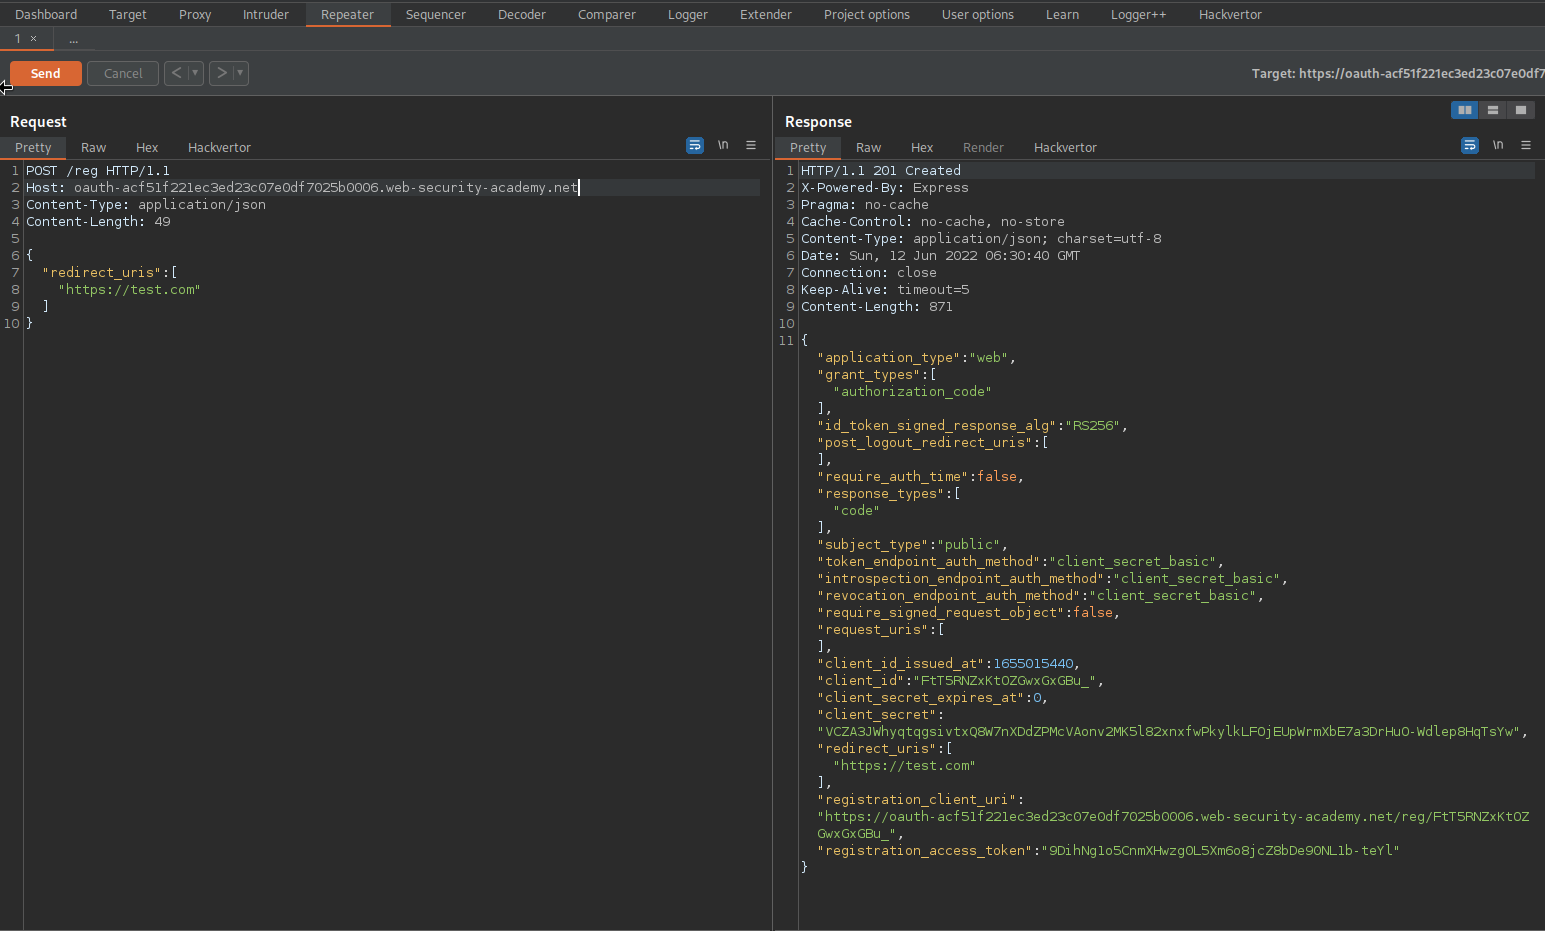 Dashboard Target Proxy Intruder Repeater Sequencer Decoder Comparer Logger Extender Project options User options Learn Logger++ Hackvertor
1 × ...
Send Cancel < >
Target: https://oauth-acf51f221ec3ed23c07e0df7
Request
Pretty Raw Hex Hackvertor \n
1 POST /reg HTTP/1.1
2 Host: oauth-acf51f221ec3ed23c07e0df7025b0006.web-security-academy.net
3 Content-Type: application/json
4 Content-Length: 49
5
6 {
7 "redirect_uris":[
8 "https://test.com"
9 ]
10 }
Response
Pretty Raw Hex Render Hackvertor \n
1 HTTP/1.1 201 Created
2 X-Powered-By: Express
3 Pragma: no-cache
4 Cache-Control: no-cache, no-store
5 Content-Type: application/json; charset=utf-8
6 Date: Sun, 12 Jun 2022 06:30:40 GMT
7 Connection: close
8 Keep-Alive: timeout=5
9 Content-Length: 871
10
11 {
"application_type":"web",
"grant_types":[
"authorization_code"
],
"id_token_signed_response_alg":"RS256",
"post_logout_redirect_uris":[
],
"require_auth_time":false,
"response_types":[
"code"
],
"subject_type":"public",
"token_endpoint_auth_method":"client_secret_basic",
"introspection_endpoint_auth_method":"client_secret_basic",
"revocation_endpoint_auth_method":"client_secret_basic",
"require_signed_request_object":false,
"request_uris":[
],
"client_id_issued_at":1655015440,
"client_id":"FtT5RNZxKtOZGwxGxGBu_",
"client_secret_expires_at":0,
"client_secret":
"VCZA3JWhyqtqgsivtxQ8W7nXDdZPMcVAonv2MK5l82xnxfwPkylkLFOjEUpWrmXbE7a3DrHuO-Wdlep8HqTsYw",
"redirect_uris":[
"https://test.com"
],
"registration_client_uri":
"https://oauth-acf51f221ec3ed23c07e0df7025b0006.web-security-academy.net/reg/FtT5RNZxKtOZ
GwxGxGBu_",
"registration_access_token":"9DihNg1o5CnmXHwzgOL5Xm6o8jcZ8bDe9ONL1b-teYl"
}